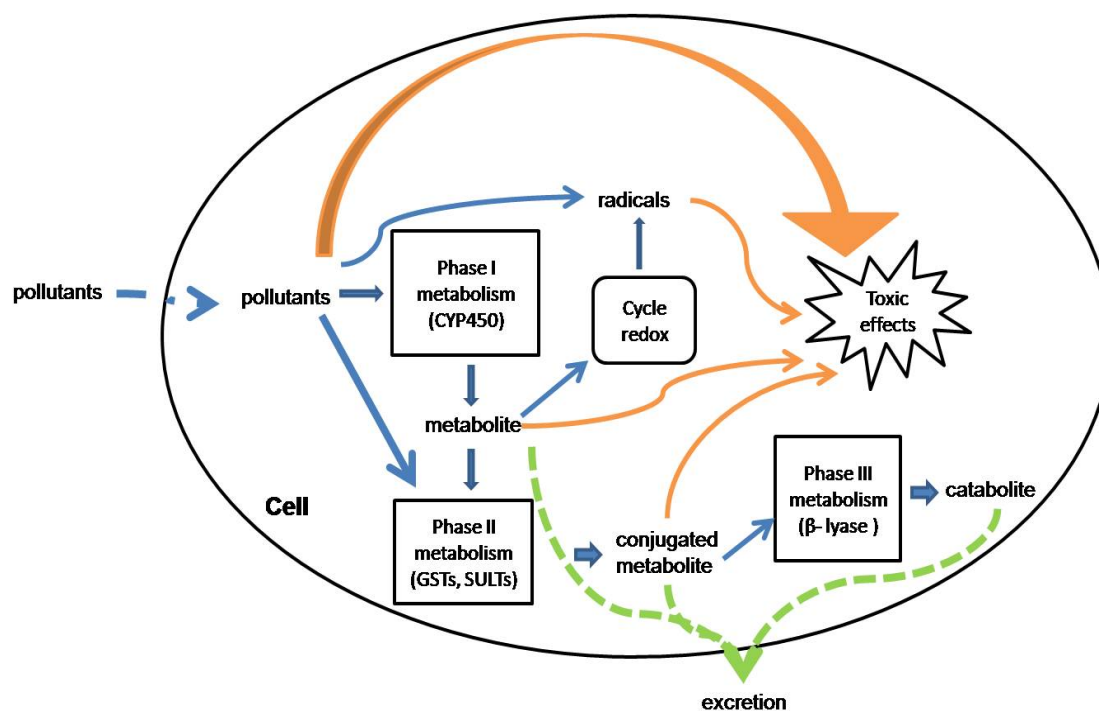 radicals
pollutants
pollutants
Phase I
metabolism
(CYP450)
Cycle
redox
Toxic
effects
metabolite
Cell
Phase II
metabolism
(GSTs, SULTs)
conjugated
metabolite
Phase III
metabolism
(β- lyase )
catabolite
excretion